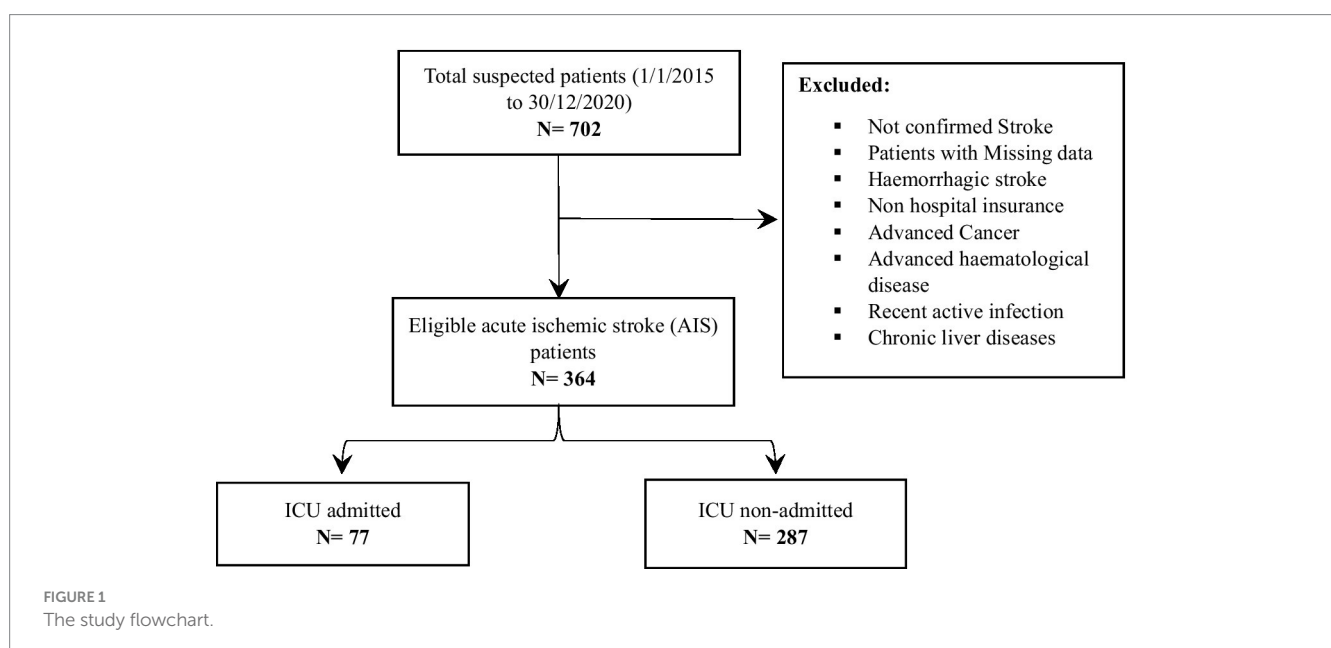 Total suspected patients (1/1/2015
to 30/12/2020)
N= 702
Excluded:
▪ Not confirmed Stroke
▪ Patients with Missing data
▪ Haemorrhagic stroke
▪ Non hospital insurance
▪ Advanced Cancer
▪ Advanced haematological
disease
▪ Recent active infection
▪ Chronic liver diseases
Eligible acute ischemic stroke (AIS)
patients
N= 364
ICU admitted
N= 77
ICU non-admitted
N= 287
FIGURE 1
The study flowchart.